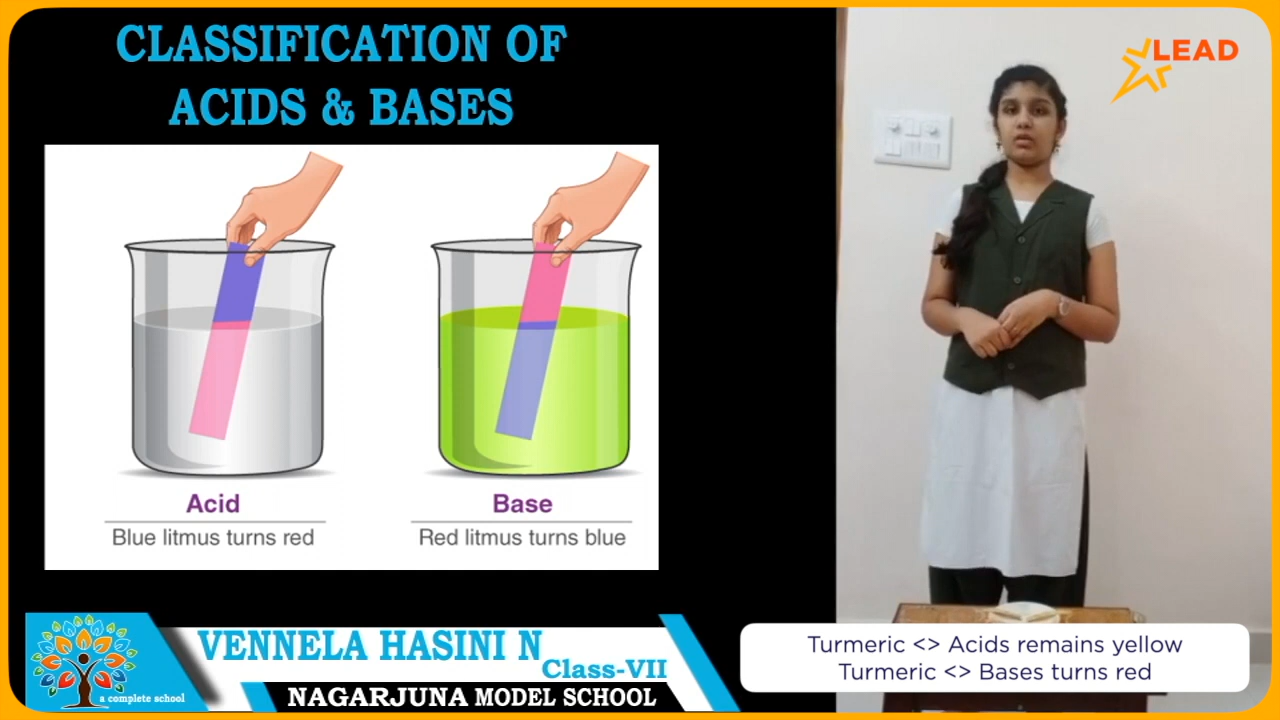 CLASSIFICATION OF
ACIDS & BASES
LEAD
Acid
Blue litmus turns red
Base
Red litmus turns blue
a complete school
VENNELA HASINI N
Class-VII
NAGARJUNA MODEL SCHOOL
Turmeric <> Acids remains yellow
Turmeric <> Bases turns red